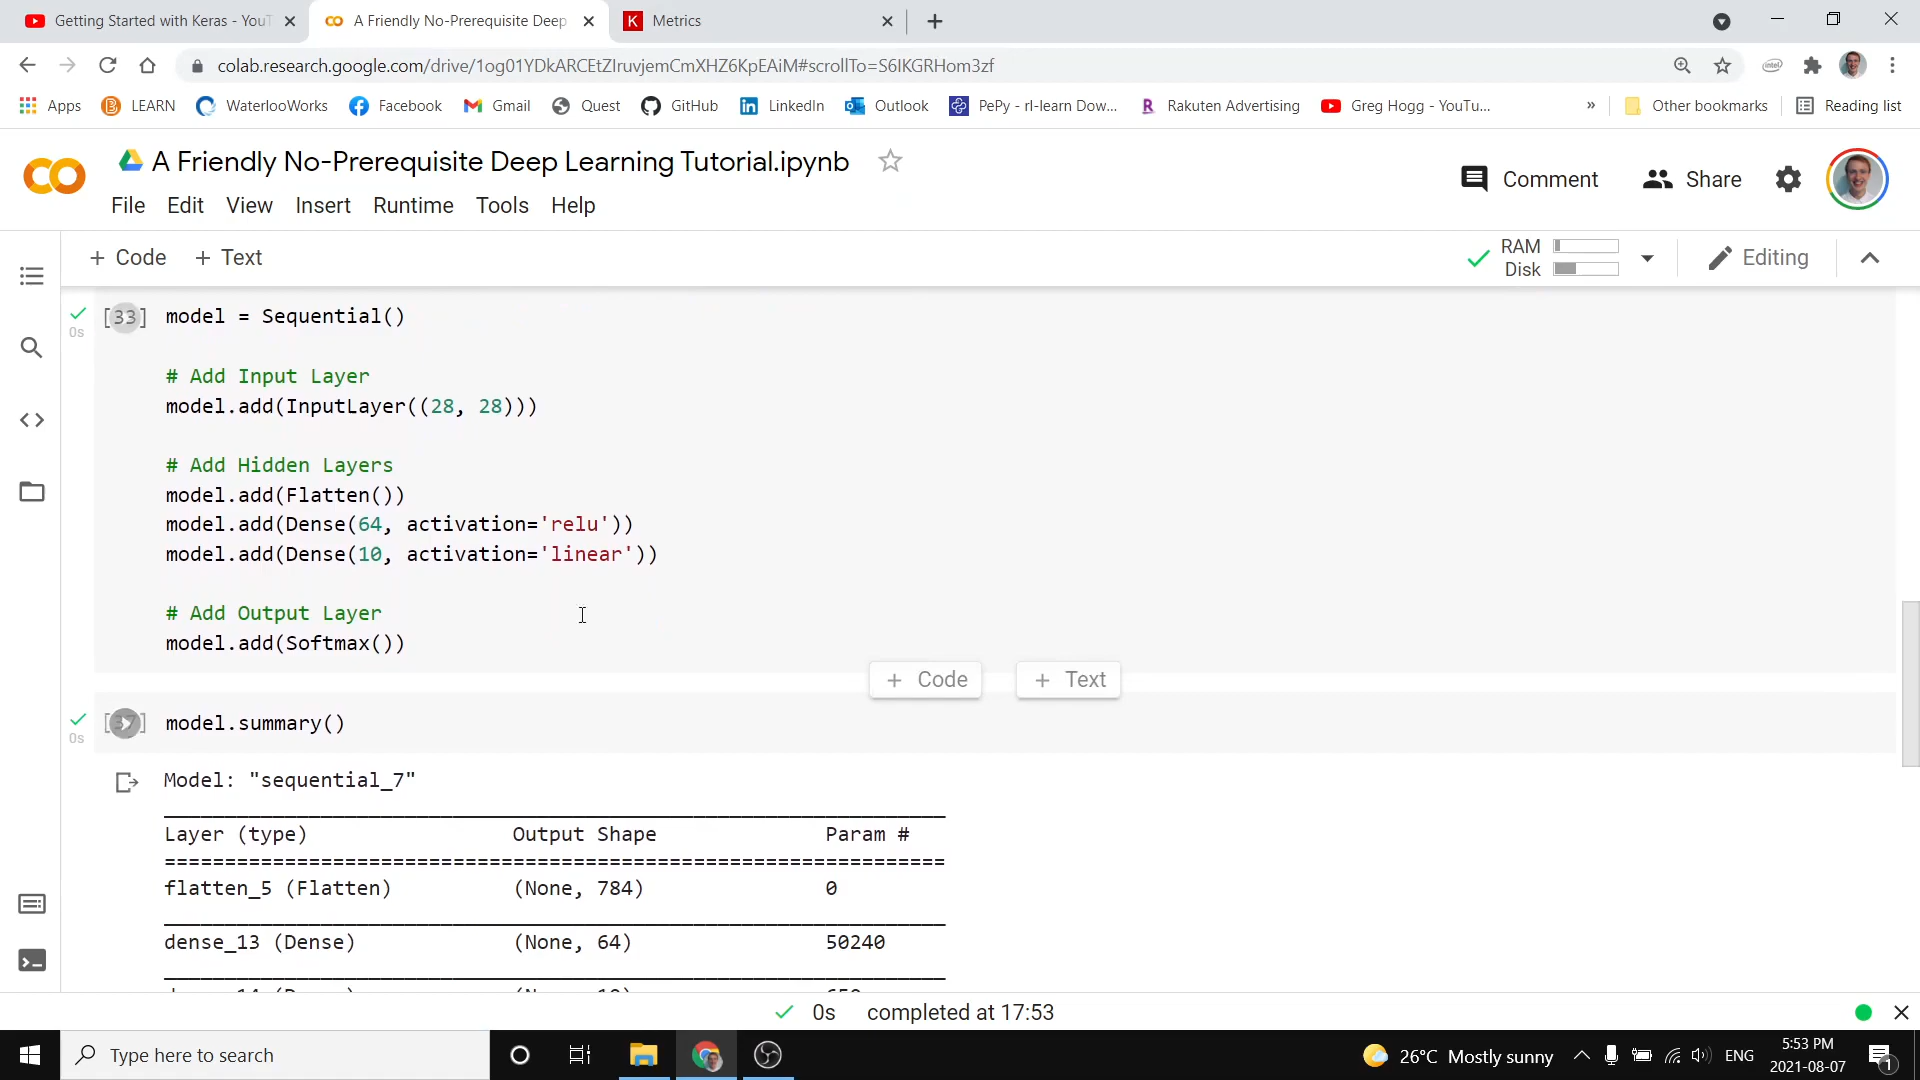 Getting Started with Keras - YouT
A Friendly No-Prerequisite Deep
Metrics
colab.research.google.com/drive/1og01YDkARCEtZIruvjemCmXHZ6KpEAiM#scrollTo=S6IKGRHom3zf
Apps LEARN WaterlooWorks Facebook Gmail Quest GitHub LinkedIn Outlook PePy - rl-learn Dow... Rakuten Advertising Greg Hogg - YouTu... » Other bookmarks Reading list
A Friendly No-Prerequisite Deep Learning Tutorial.ipynb
Comment Share
File Edit View Insert Runtime Tools Help
+ Code + Text
RAM
Disk
Editing
[33] model = Sequential()
0s
# Add Input Layer
model.add(InputLayer((28, 28)))
# Add Hidden Layers
model.add(Flatten())
model.add(Dense(64, activation='relu'))
model.add(Dense(10, activation='linear'))
# Add Output Layer
model.add(Softmax())
+ Code + Text
model.summary()
0s
Model: "sequential_7"
Layer (type) Output Shape Param #
=================================================================
flatten_5 (Flatten) (None, 784) 0
dense_13 (Dense) (None, 64) 50240
0s completed at 17:53
Type here to search
26°C Mostly sunny
ENG
5:53 PM
2021-08-07
1